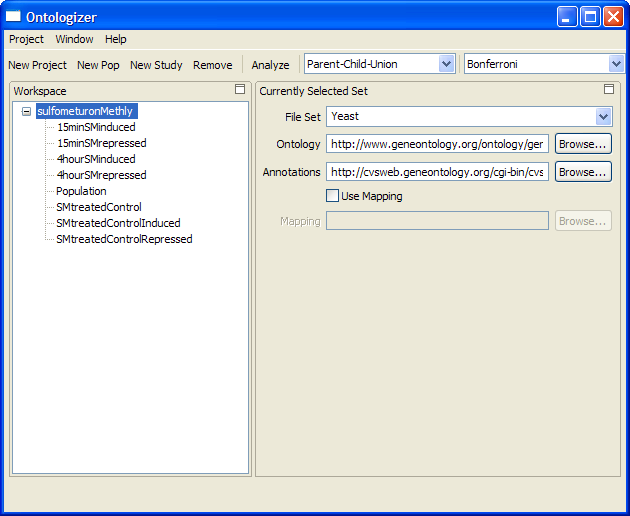 Ontologizer
Project Window Help
New Project New Pop New Study Remove Analyze Parent-Child-Union Bonferroni
Workspace
sulfometuronMethly
15minSMinduced
15minSMrepressed
4hourSMinduced
4hourSMrepressed
Population
SMtreatedControl
SMtreatedControlInduced
SMtreatedControlRepressed
Currently Selected Set
File Set Yeast
Ontology http://www.geneontology.org/ontology/ger Browse...
Annotations http://cvsweb.geneontology.org/cgi-bin/cvs Browse...
Use Mapping
Mapping Browse...